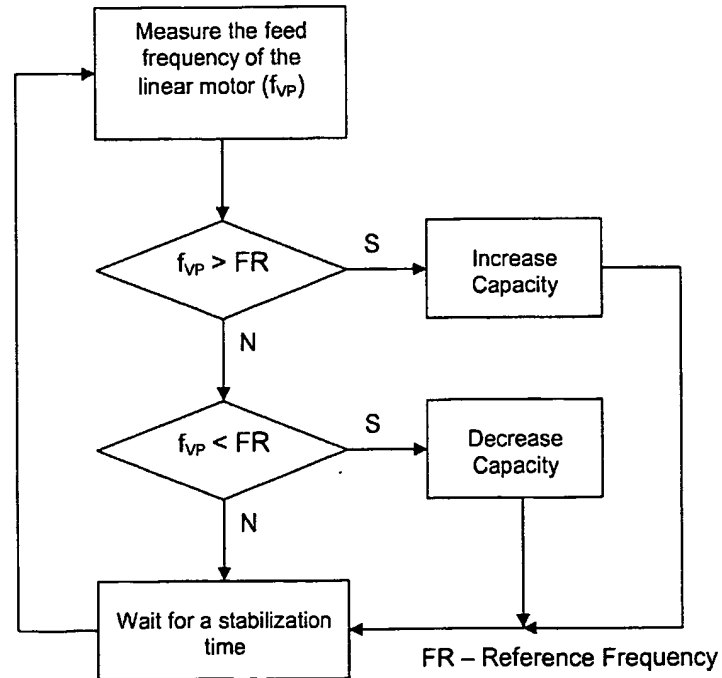 Measure the feed
frequency of the
linear motor (fVP)
fVP > FR
S
Increase
Capacity
N
fVP < FR
S
Decrease
Capacity
N
Wait for a stabilization
time
FR – Reference Frequency